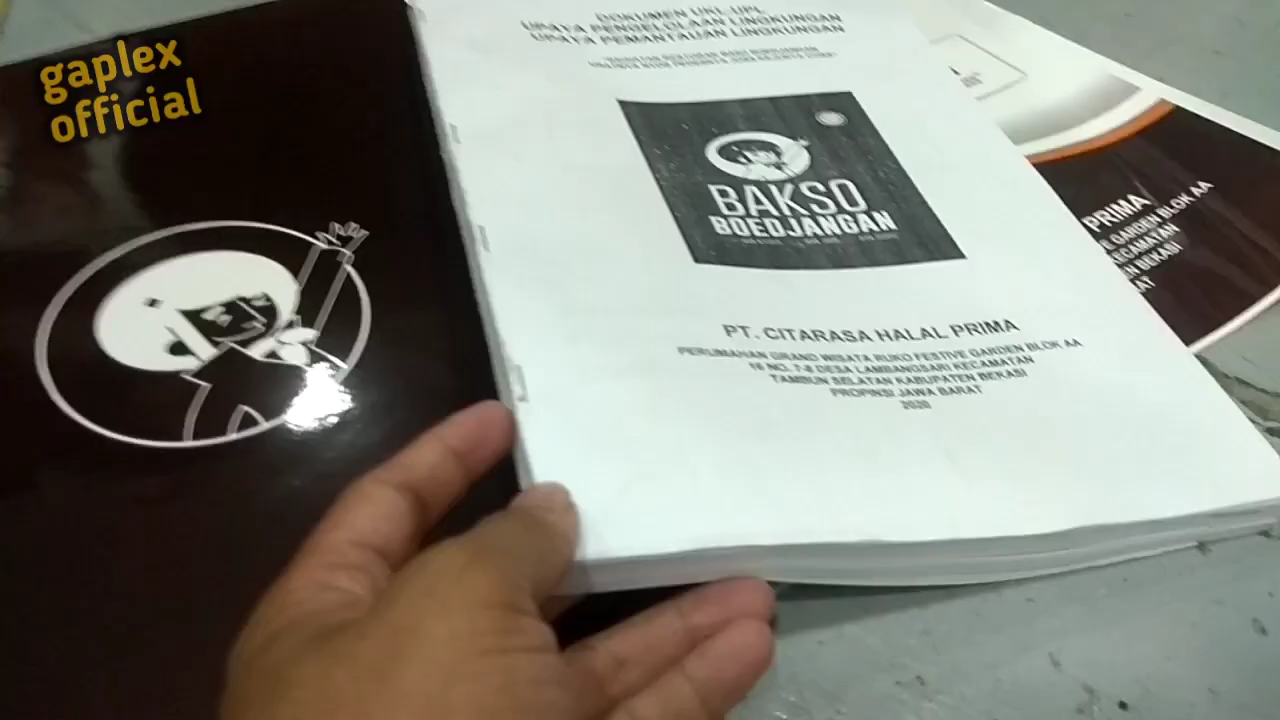 gaplex
official
DOKUMEN UKL-UPL
UPAYA PENGELOLAAN LINGKUNGAN
UPAYA PEMANTAUAN LINGKUNGAN
BAKSO
BOEDJANGAN
PT. CITARASA HALAL PRIMA
PERUMAHAN GRAND WISATA RUKO FESTIVE GARDEN BLOK AA
16 NO. 7-8 DESA LAMBANGSARI KECAMATAN
TAMBUN SELATAN KABUPATEN BEKASI
PROPINSI JAWA BARAT
2020
PRIMA
GARDEN BLOK AA
KECAMATAN
BEKASI